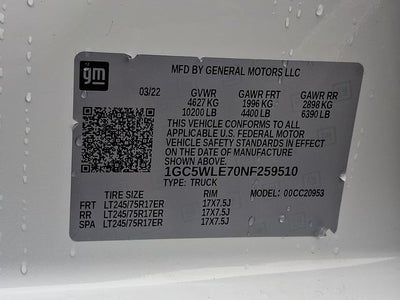 gm
MFD BY GENERAL MOTORS LLC
03/22 GVWR GAWR FRT GAWR RR
4627 KG 1996 KG 2898 KG
10200 LB 4400 LB 6390 LB
THIS VEHICLE CONFORMS TO ALL
APPLICABLE U.S. FEDERAL MOTOR
VEHICLE SAFETY STANDARDS IN EFFECT
ON THE DATE OF MANUFACTURE SHOWN ABOVE.
1GC5WLE70NF259510
TYPE: TRUCK MODEL: 00CC20953
TIRE SIZE RIM
FRT LT245/75R17ER 17X7.5J
RR LT245/75R17ER 17X7.5J
SPA LT245/75R17ER 17X7.5J